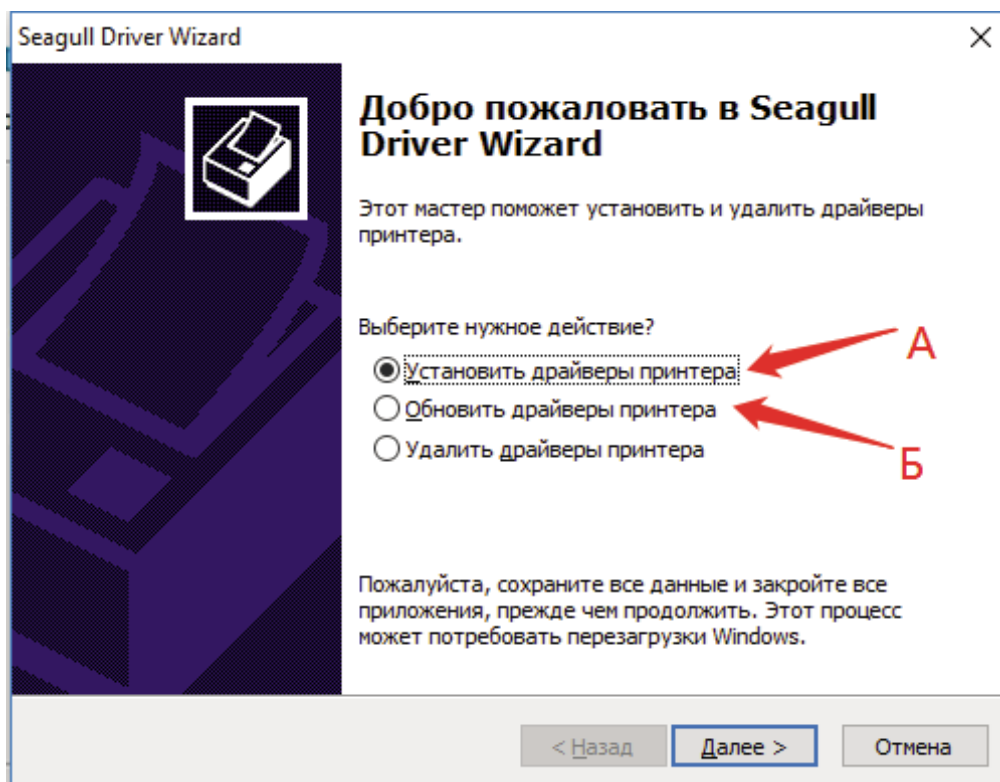 Seagull Driver Wizard
Добро пожаловать в Seagull
Driver Wizard
Этот мастер поможет установить и удалить драйверы
принтера.
Выберите нужное действие?
А
Установить драйверы принтера
Обновить драйверы принтера
Б
Удалить драйверы принтера
Пожалуйста, сохраните все данные и закройте все
приложения, прежде чем продолжить. Этот процесс
может потребовать перезагрузки Windows.
< Назад
Далее >
Отмена